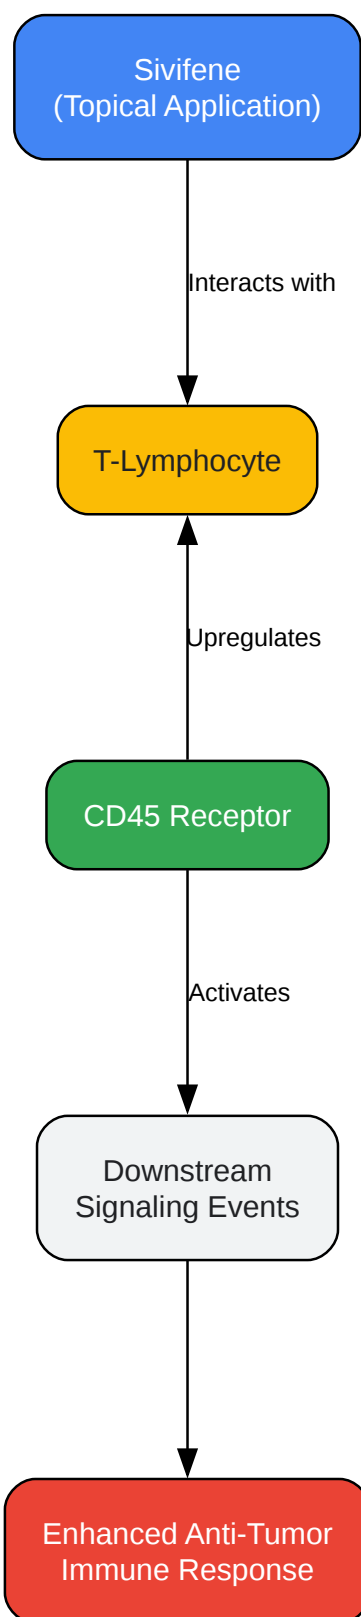 Sivifene
(Topical Application)
Interacts with
T-Lymphocyte
Upregulates
CD45 Receptor
Activates
Downstream
Signaling Events
Enhanced Anti-Tumor
Immune Response